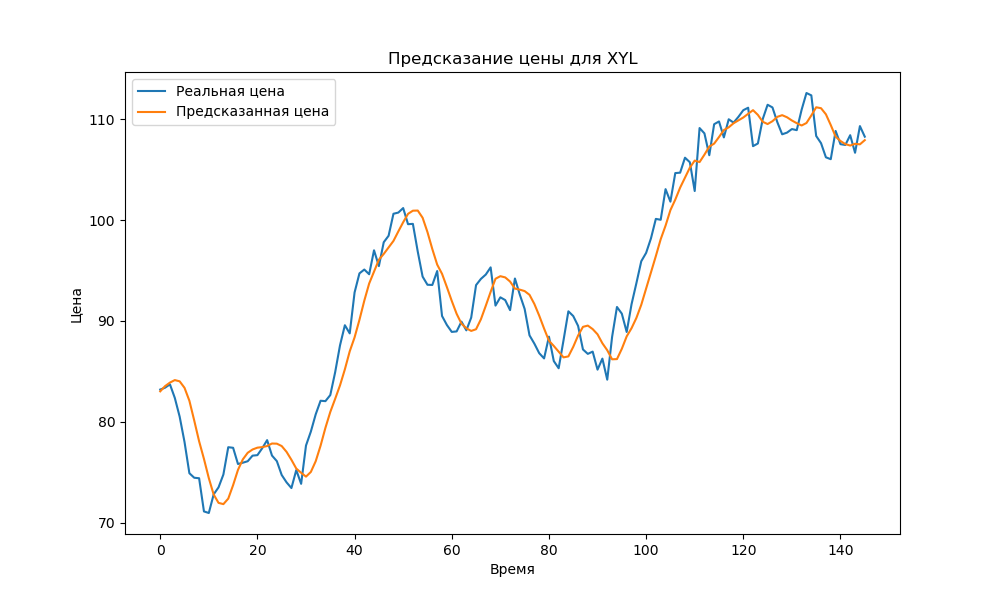 Предсказание цены для XYL
Реальная цена
Предсказанная цена
Цена
110
100
90
80
70
0 20 40 60 80 100 120 140
Время